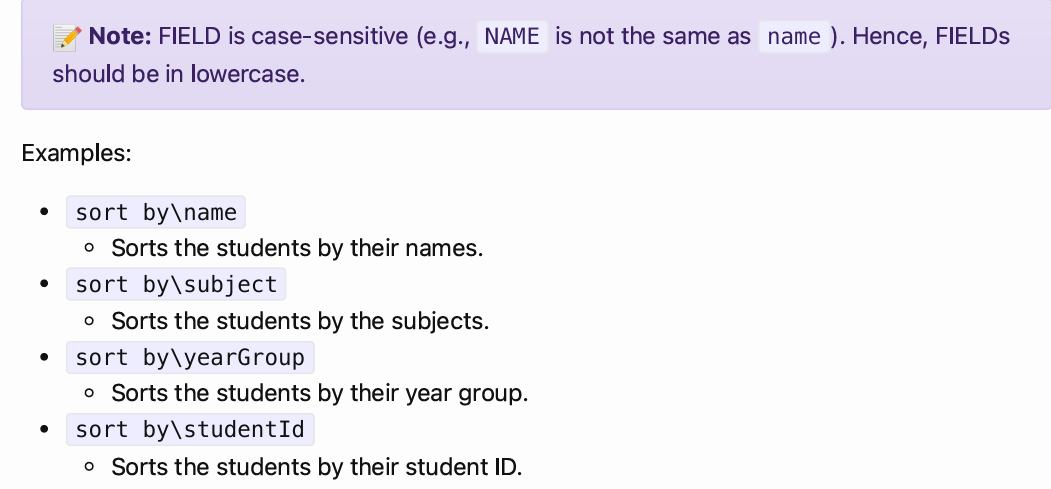 📝 Note: FIELD is case-sensitive (e.g., NAME is not the same as name ). Hence, FIELDs
should be in lowercase.
Examples:
• sort by\name
◦ Sorts the students by their names.
• sort by\subject
◦ Sorts the students by the subjects.
• sort by\yearGroup
◦ Sorts the students by their year group.
• sort by\studentId
◦ Sorts the students by their student ID.